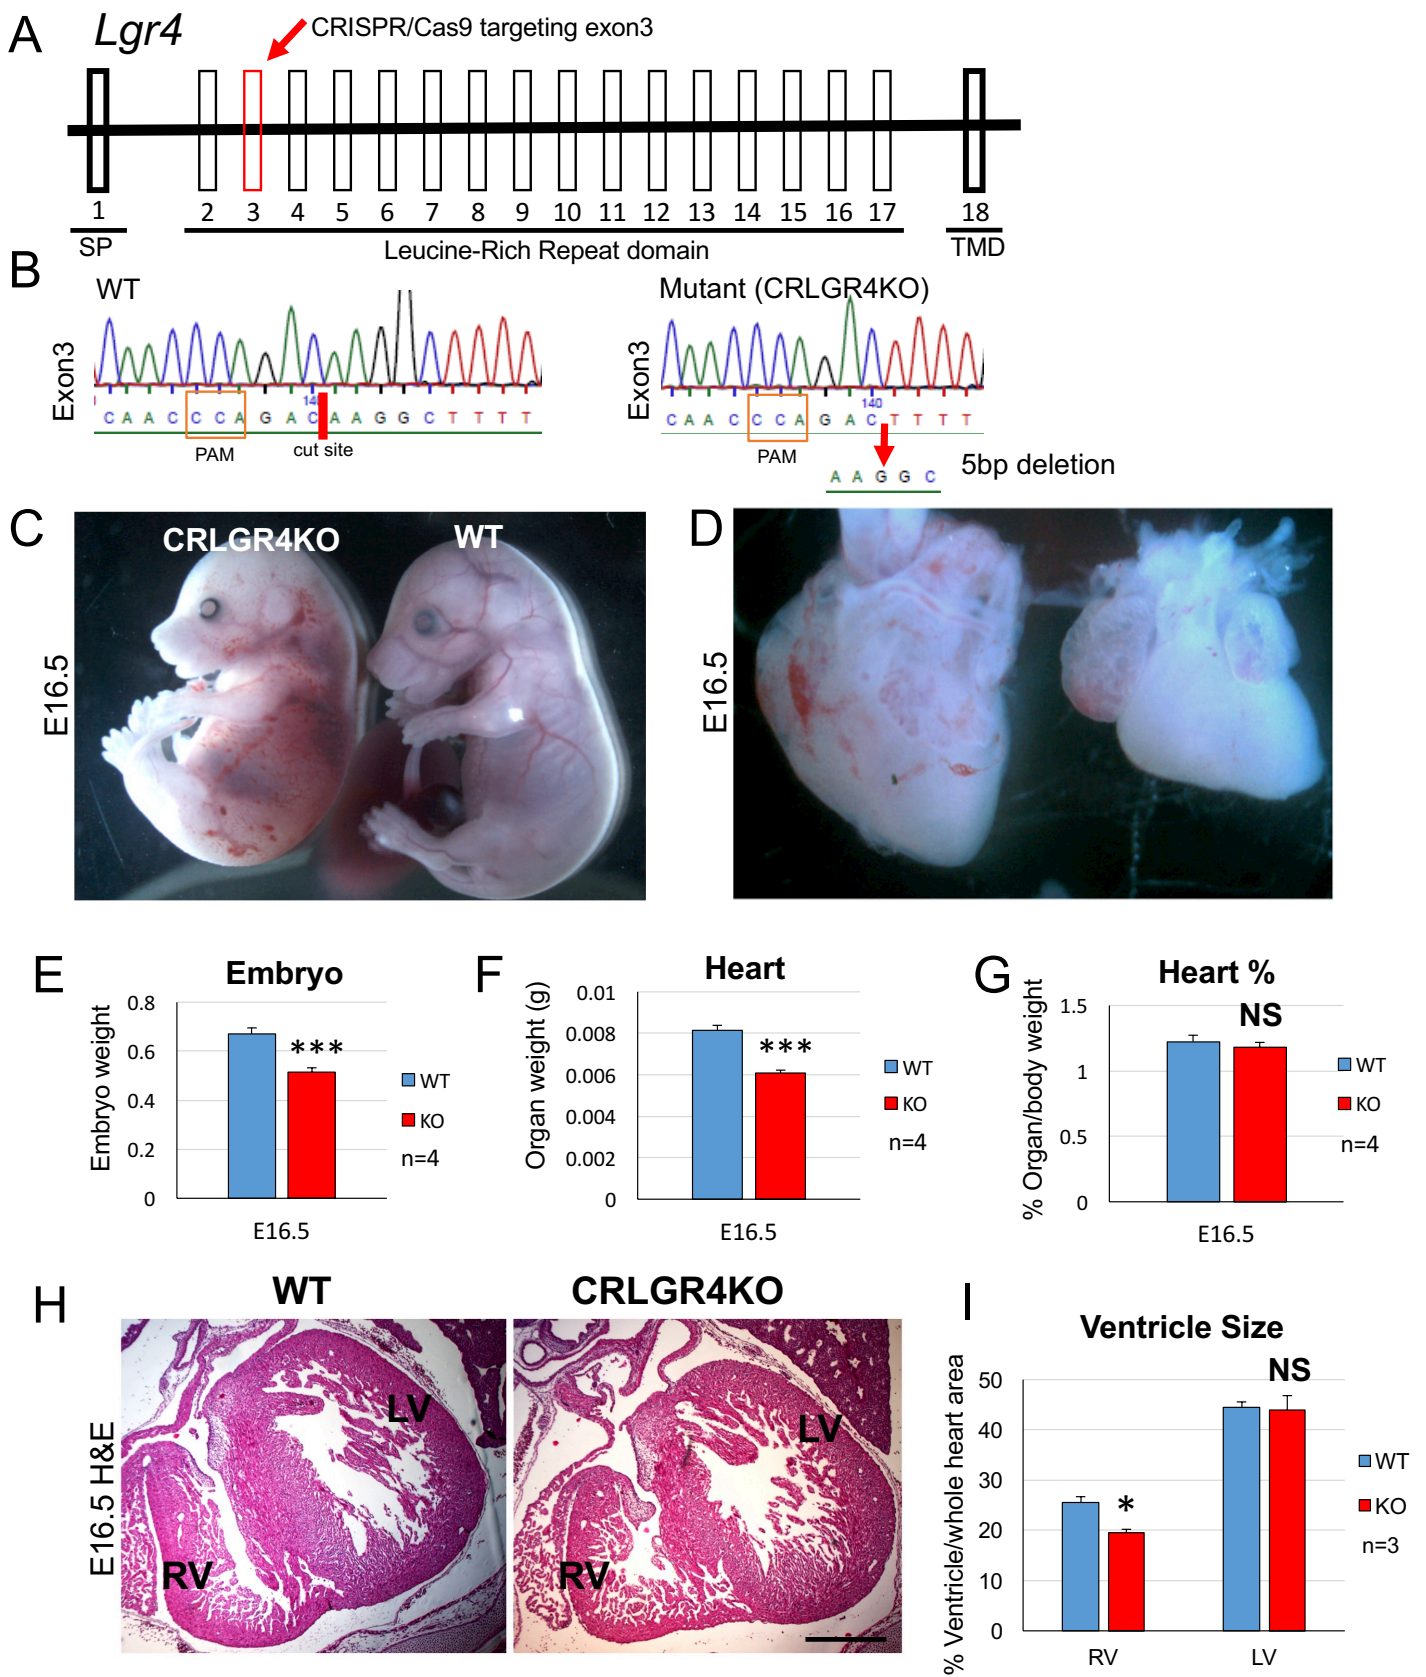 A
Lgr4
CRISPR/Cas9 targeting exon3
1 2 3 4 5 6 7 8 9 10 11 12 13 14 15 16 17 18
SP Leucine-Rich Repeat domain TMD
B
WT
Exon3
140
C A A C C C A G A C A A G G C T T T T
PAM
cut site
Mutant (CRLGR4KO)
Exon3
140
C A A C C C A G A C T T T T
PAM
A A G G C
5bp deletion
C
CRLGR4KO WT
E16.5
D
E16.5
E
Embryo
Embryo weight
0.8
0.6
0.4
0.2
0
***
E16.5
WT
KO
n=4
F
Heart
Organ weight (g)
0.01
0.008
0.006
0.004
0.002
0
***
E16.5
WT
KO
n=4
G
Heart %
% Organ/body weight
1.5
1
0.5
0
NS
E16.5
WT
KO
n=4
H
WT CRLGR4KO
E16.5 H&E
LV
RV
LV
RV
I
Ventricle Size
% Ventricle/whole heart area
50
40
30
20
10
0
*
NS
RV LV
WT
KO
n=3